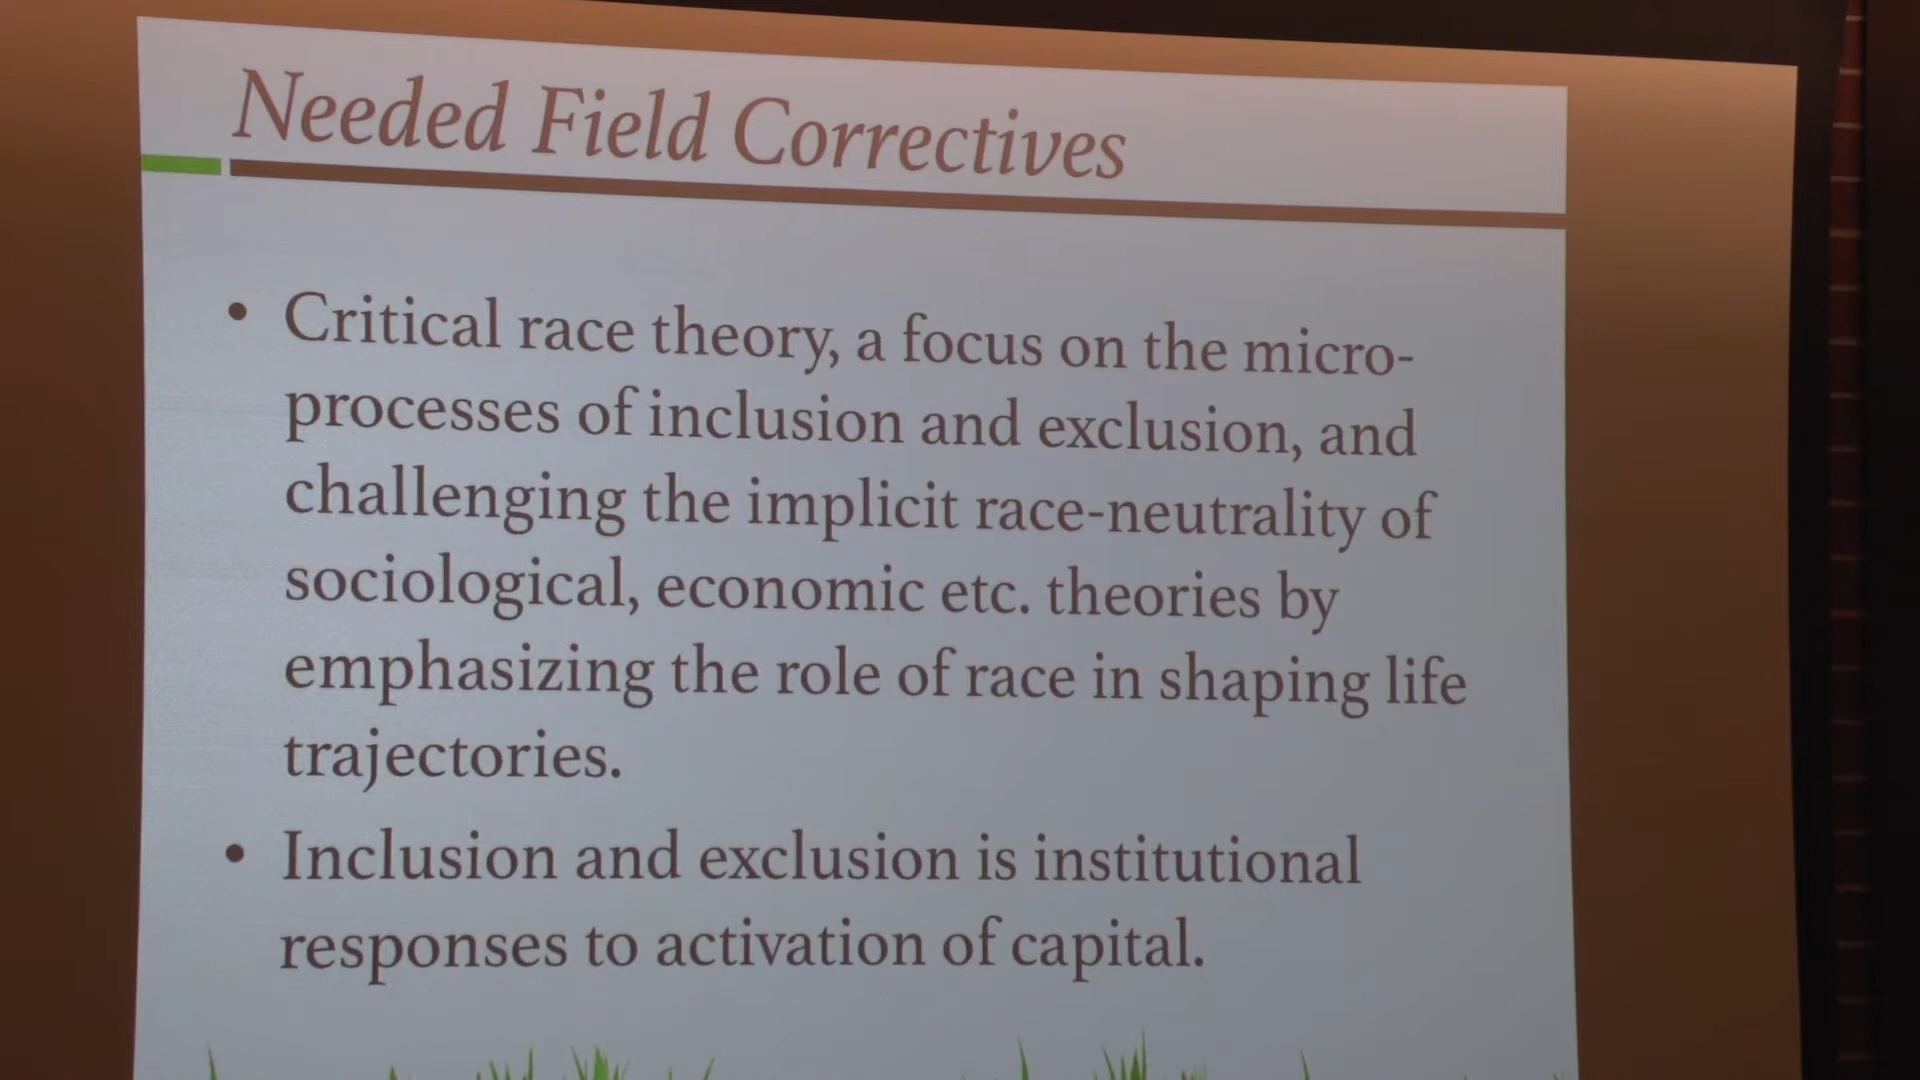 Needed Field Correctives
• Critical race theory, a focus on the micro-
processes of inclusion and exclusion, and
challenging the implicit race-neutrality of
sociological, economic etc. theories by
emphasizing the role of race in shaping life
trajectories.
• Inclusion and exclusion is institutional
responses to activation of capital.